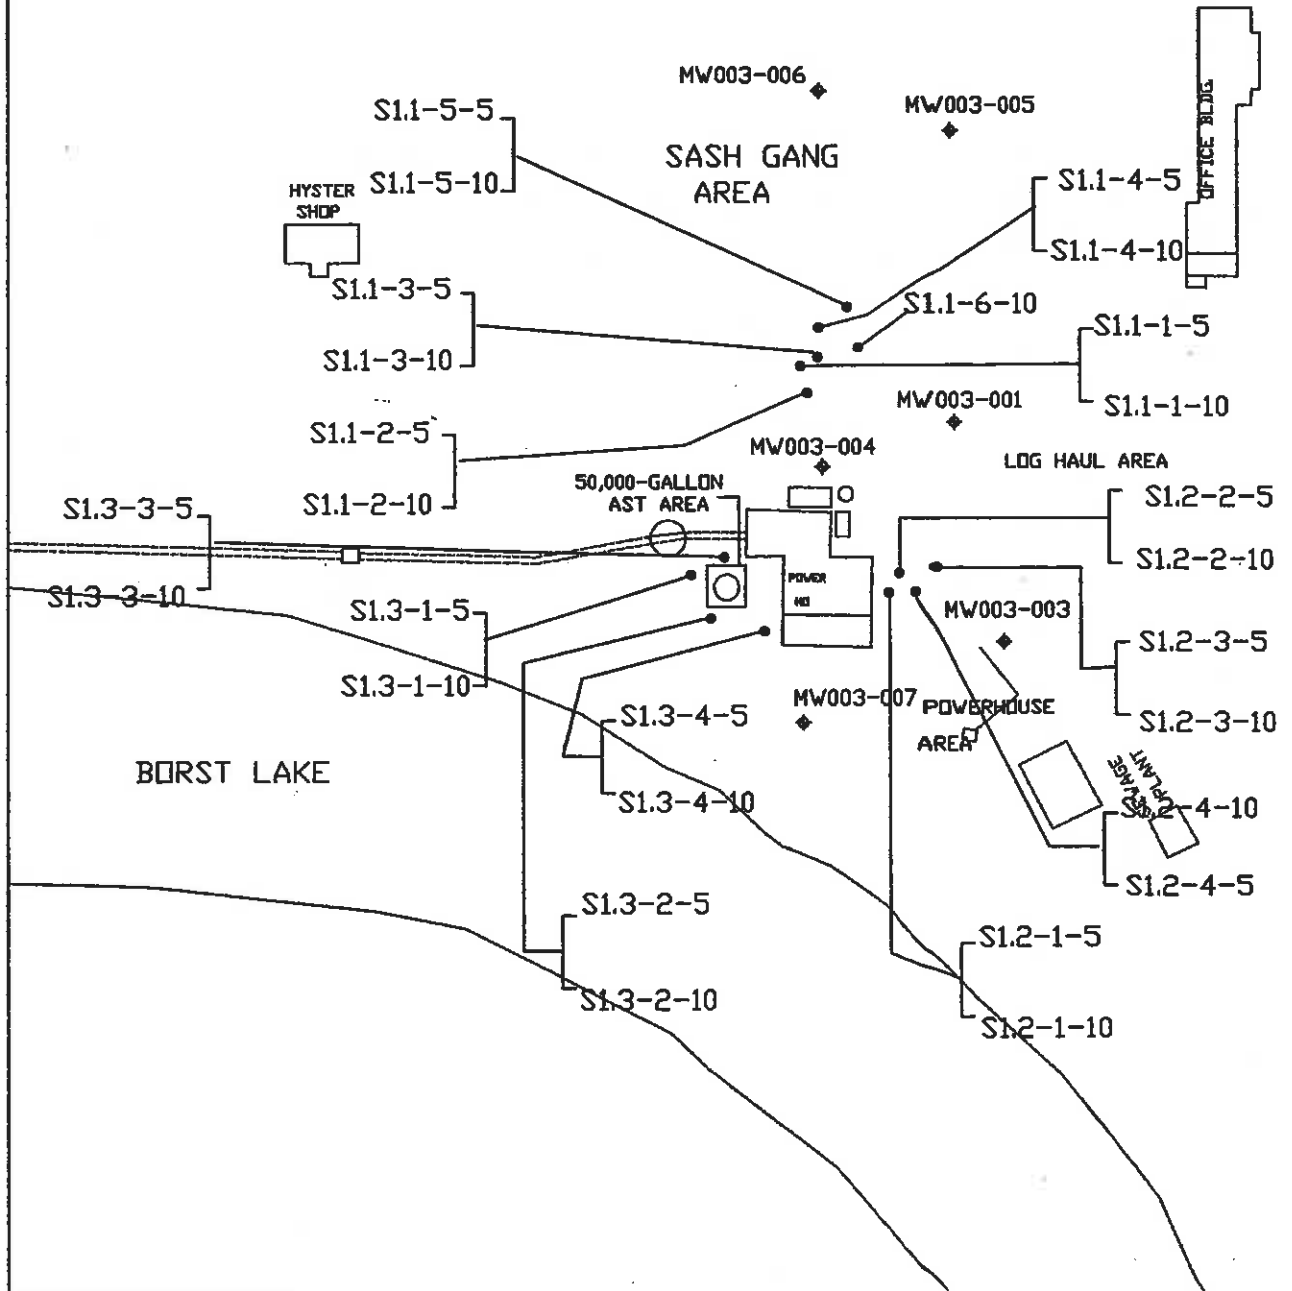 MW003-006
MW003-005
S1.1-5-5
S1.1-5-10
SASH GANG
AREA
OFFICE BLDG.
HYSTER
SHOP
S1.1-4-5
S1.1-4-10
S1.1-3-5
S1.1-3-10
S1.1-6-10
S1.1-1-5
S1.1-1-10
MW003-001
S1.1-2-5
S1.1-2-10
MW003-004
LOG HAUL AREA
50,000-GALLON
AST AREA
S1.2-2-5
S1.2-2-10
S1.3-3-5
S1.3-3-10
POWER
HO
S1.3-1-5
S1.3-1-10
MW003-003
S1.2-3-5
S1.2-3-10
MW003-007
POWERHOUSE
AREA
S1.3-4-5
S1.3-4-10
BORST LAKE
PLANT
S1.2-4-10
S1.2-4-5
S1.3-2-5
S1.3-2-10
S1.2-1-5
S1.2-1-10